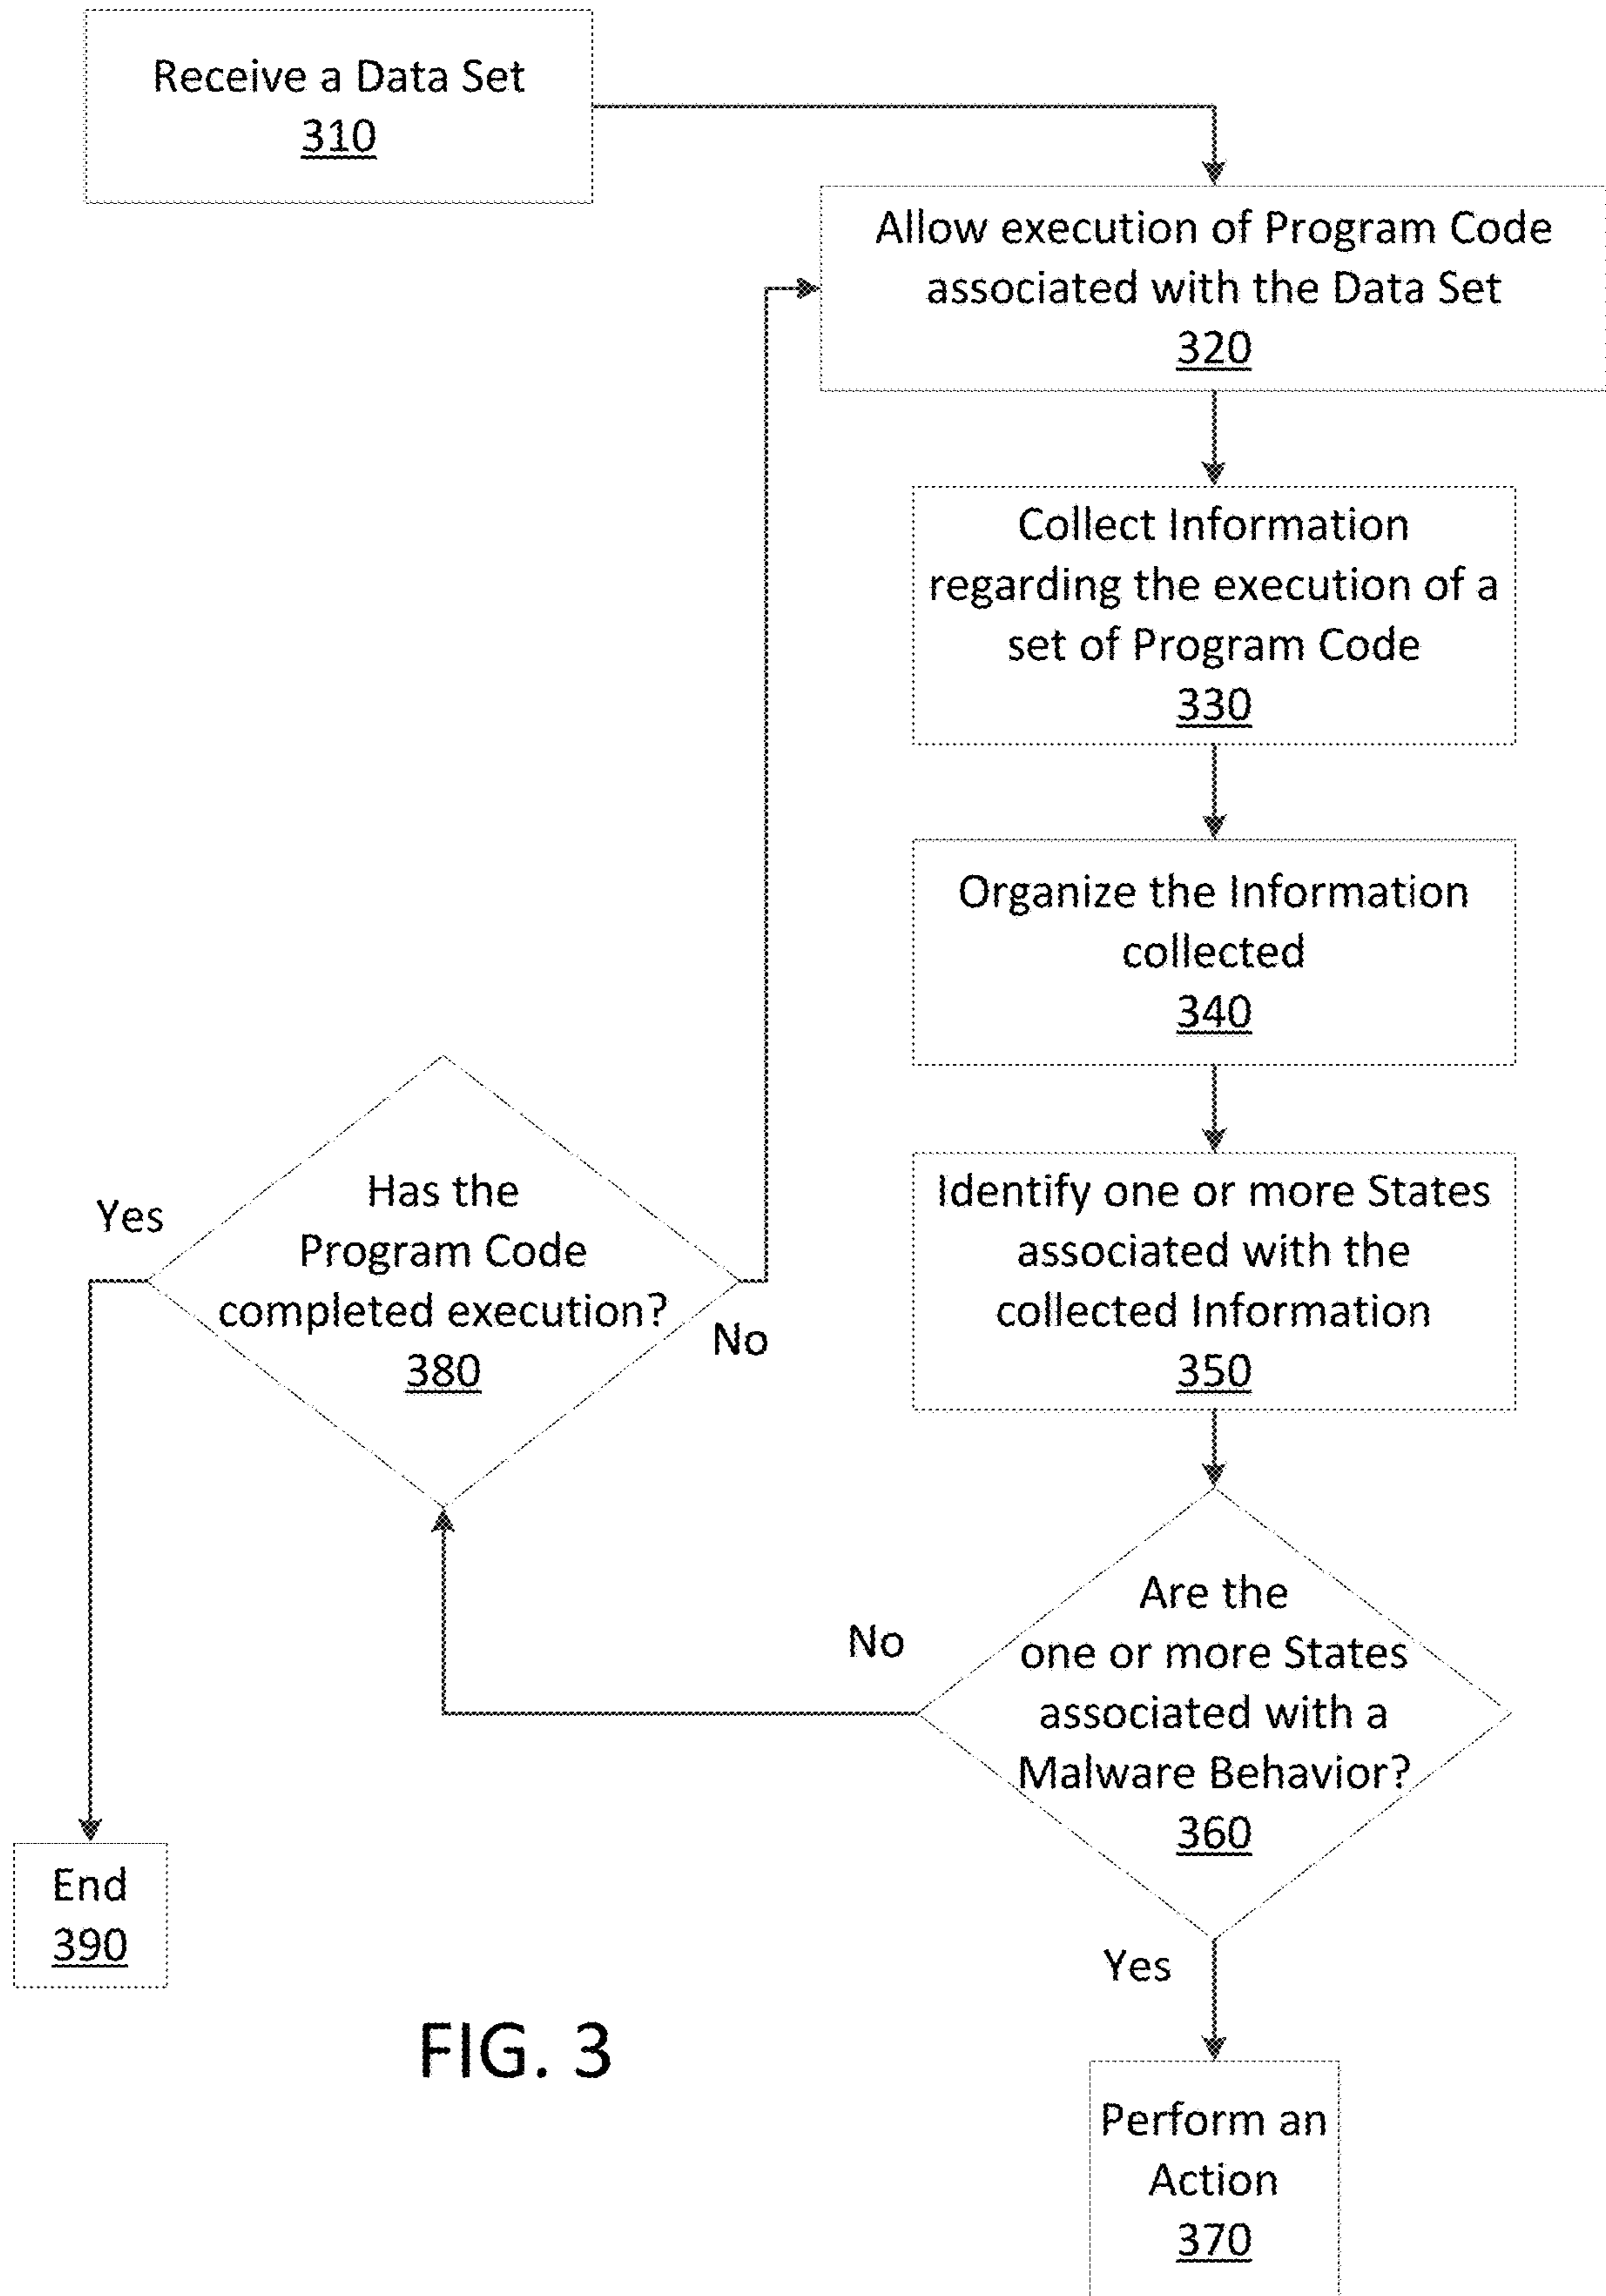 Receive a Data Set
310
Allow execution of Program Code
associated with the Data Set
320
Collect Information
regarding the execution of a
set of Program Code
330
Organize the Information
collected
340
Identify one or more States
associated with the
collected Information
350
Yes
Has the
Program Code
completed execution?
380
No
Are the
one or more States
associated with a
Malware Behavior?
360
No
End
390
Yes
FIG. 3
Perform an
Action
370